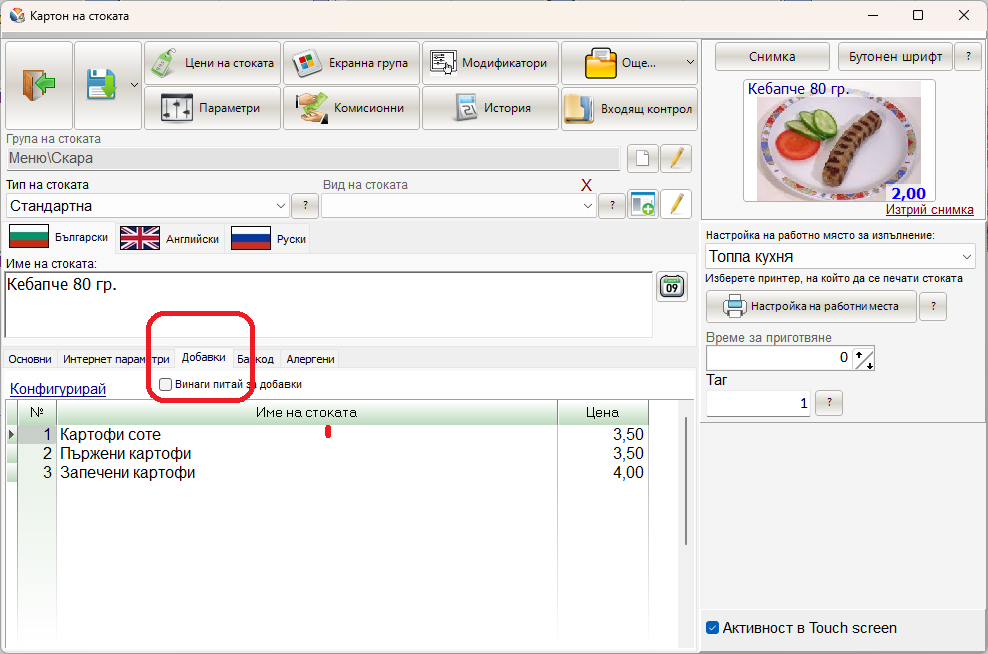 Картон на стоката
Цени на стоката
Екранна група
Модификатори
Още...
Параметри
Комисионни
История
Входящ контрол
Група на стоката
Меню\Скара
Тип на стоката
Вид на стоката
X
Стандартна
?
?
Български
Английски
Руски
Име на стоката:
Кебапче 80 гр.
09
Основни
Интернет параметри
Добавки
Баркод
Алергени
Конфигурирай
Винаги питай за добавки
№
Име на стоката
Цена
1 Картофи соте 3,50
2 Пържени картофи 3,50
3 Запечени картофи 4,00
Снимка
Бутонен шрифт
?
Кебапче 80 гр.
2,00
Изтрий снимка
Настройка на работно място за изпълнение:
Топла кухня
Изберете принтер, на който да се печати стоката
Настройка на работни места
?
Време за приготвяне
0
Таг
1
?
Активност в Touch screen